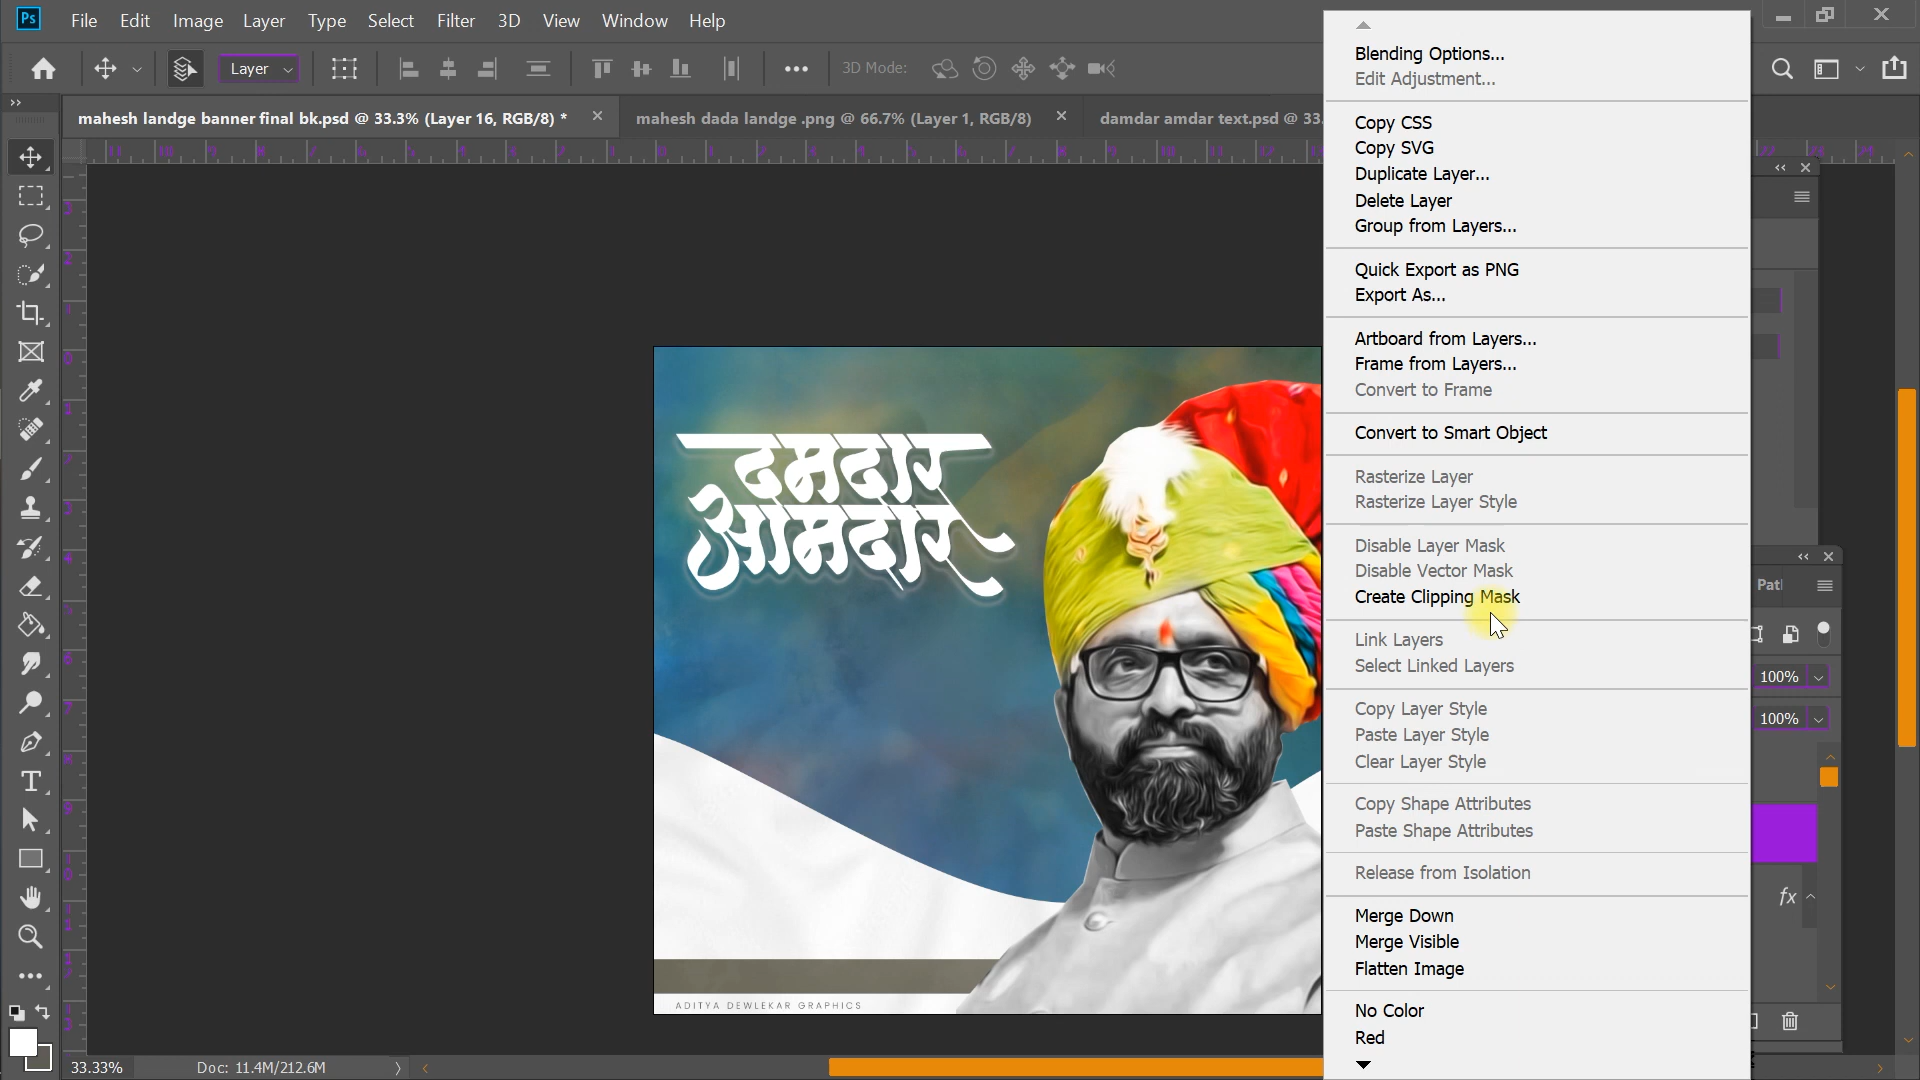 Ps File Edit Image Layer Type Select Filter 3D View Window Help
Layer 3D Mode:
mahesh landge banner final bk.psd @ 33.3% (Layer 16, RGB/8) * mahesh dada landge .png @ 66.7% (Layer 1, RGB/8) damdar amdar text.psd @ 33.
दमदार
आमदार
ADITYA DEWLEKAR GRAPHICS
Blending Options...
Edit Adjustment...
Copy CSS
Copy SVG
Duplicate Layer...
Delete Layer
Group from Layers...
Quick Export as PNG
Export As...
Artboard from Layers...
Frame from Layers...
Convert to Frame
Convert to Smart Object
Rasterize Layer
Rasterize Layer Style
Disable Layer Mask
Disable Vector Mask
Create Clipping Mask
Link Layers
Select Linked Layers
Copy Layer Style
Paste Layer Style
Clear Layer Style
Copy Shape Attributes
Paste Shape Attributes
Release from Isolation
Merge Down
Merge Visible
Flatten Image
No Color
Red
100%
100%
fx
33.33% Doc: 11.4M/212.6M